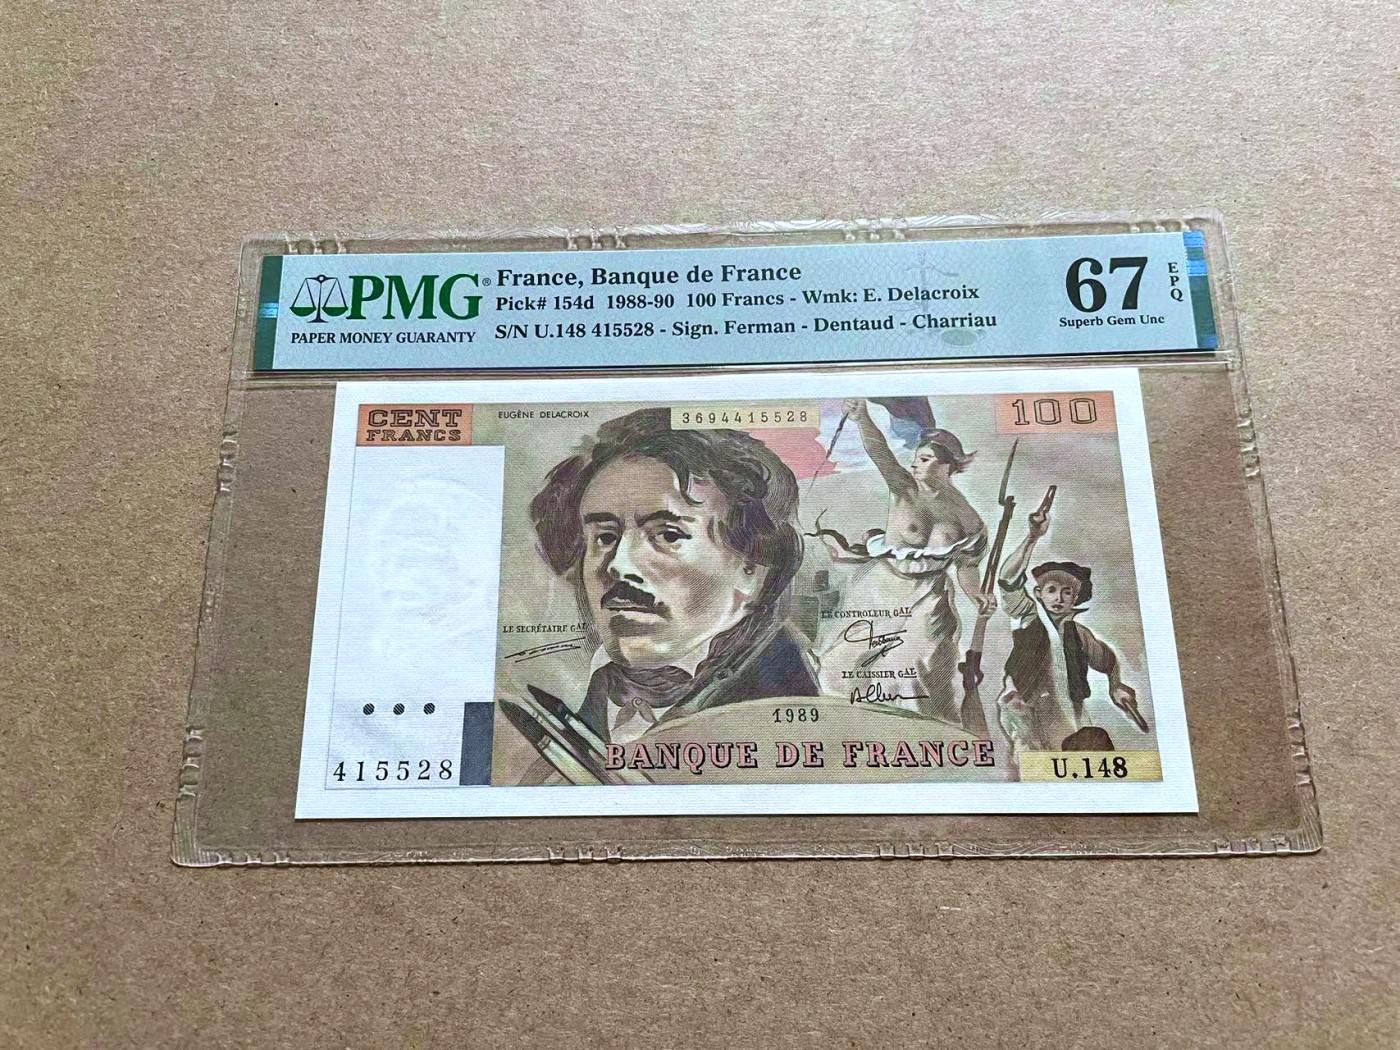 PMG®
PAPER MONEY GUARANTY
France, Banque de France
Pick# 154d 1988-90 100 Francs - Wmk: E. Delacroix
S/N U.148 415528 - Sign. Ferman - Dentaud - Charriau
67
EPQ
Superb Gem Unc
CENT
FRANCS
EUGÈNE DELACROIX
3694415528
100
LE SECRÉTAIRE GAL
LE CONTROLEUR GAL
LE CAISSIER GAL
1989
BANQUE DE FRANCE
415528
U.148